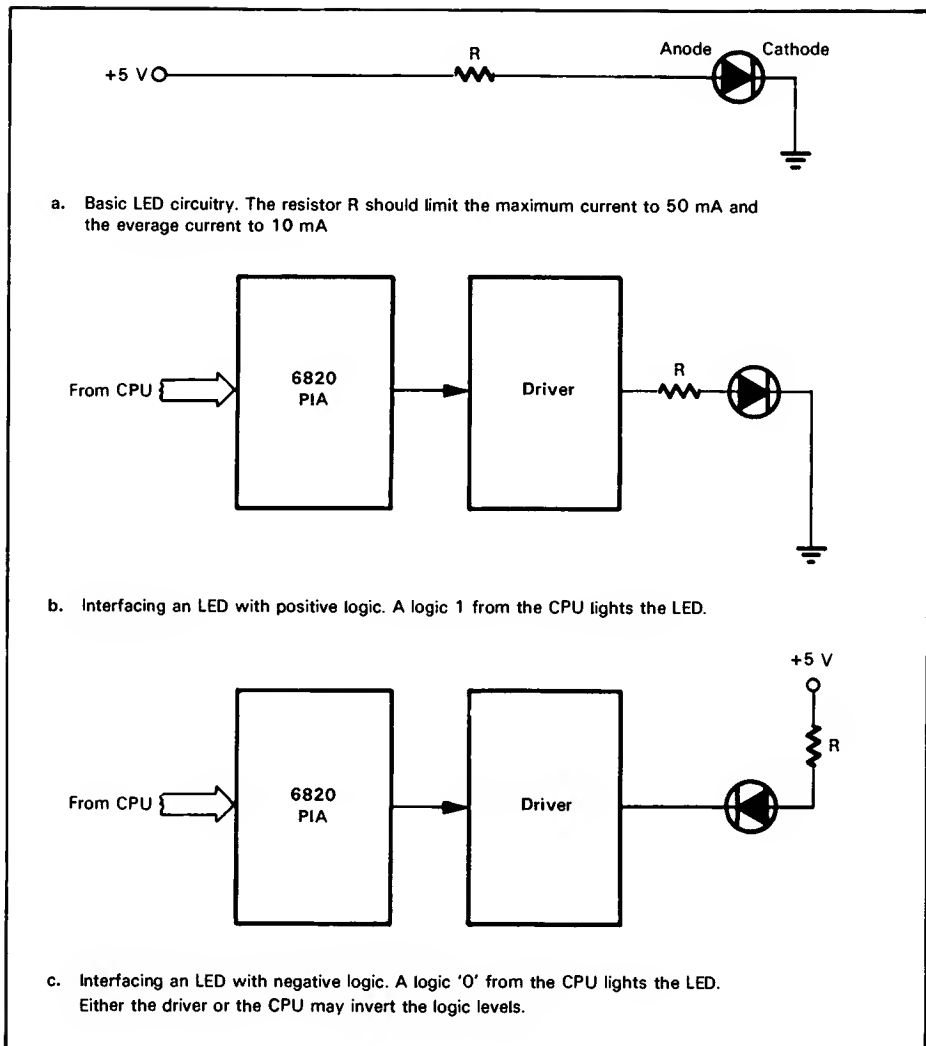 R
Anode
Cathode
+5 V
a. Basic LED circuitry. The resistor R should limit the maximum current to 50 mA and
the everage current to 10 mA
From CPU
6820
PIA
Driver
R
b. Interfacing an LED with positive logic. A logic 1 from the CPU lights the LED.
+5 V
R
From CPU
6820
PIA
Driver
c. Interfacing an LED with negative logic. A logic '0' from the CPU lights the LED.
Either the driver or the CPU may invert the logic levels.